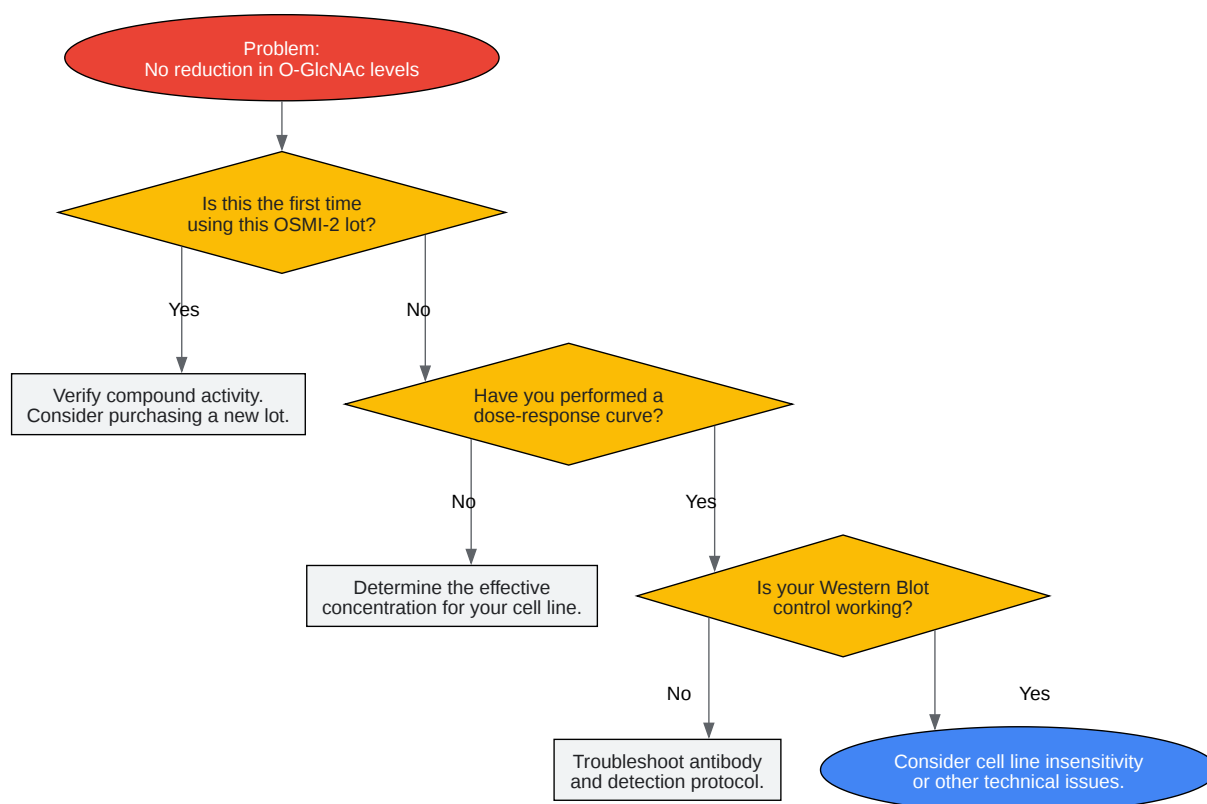 Problem:
No reduction in O-GlcNAc levels
Is this the first time
using this OSMI-2 lot?
Yes
No
Verify compound activity.
Consider purchasing a new lot.
Have you performed a
dose-response curve?
No
Yes
Determine the effective
concentration for your cell line.
Is your Western Blot
control working?
No
Yes
Troubleshoot antibody
and detection protocol.
Consider cell line insensitivity
or other technical issues.